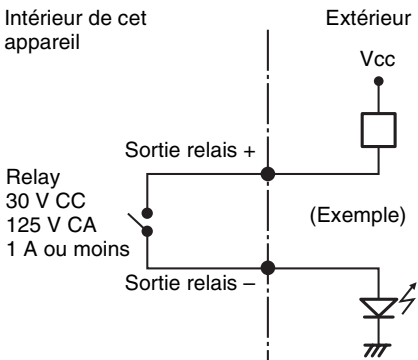 Intérieur de cet
appareil
Extérieur
Vcc
Sortie relais +
Relay
30 V CC
125 V CA
1 A ou moins
(Exemple)
Sortie relais –